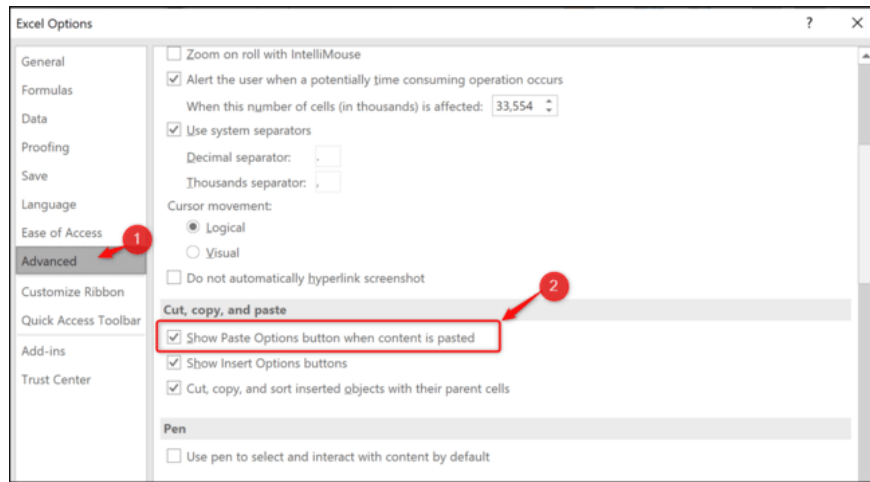 Excel Options
?
General
Formulas
Data
Proofing
Save
Language
Ease of Access
Advanced
Customize Ribbon
Quick Access Toolbar
Add-ins
Trust Center
1
Zoom on roll with IntelliMouse
Alert the user when a potentially time consuming operation occurs
When this number of cells (in thousands) is affected: 33,554
Use system separators
Decimal separator: .
Thousands separator: ,
Cursor movement:
Logical
Visual
Do not automatically hyperlink screenshot
2
Cut, copy, and paste
Show Paste Options button when content is pasted
Show Insert Options buttons
Cut, copy, and sort inserted objects with their parent cells
Pen
Use pen to select and interact with content by default